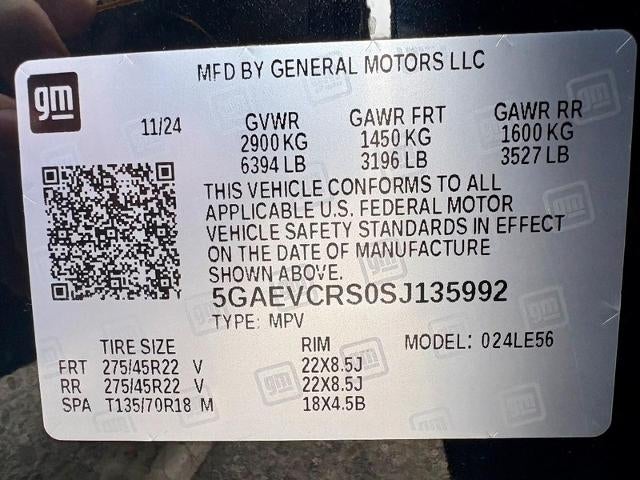 MFD BY GENERAL MOTORS LLC
gm
11/24 GVWR GAWR FRT GAWR RR
2900 KG 1450 KG 1600 KG
6394 LB 3196 LB 3527 LB
THIS VEHICLE CONFORMS TO ALL
APPLICABLE U.S. FEDERAL MOTOR
VEHICLE SAFETY STANDARDS IN EFFECT
ON THE DATE OF MANUFACTURE
SHOWN ABOVE.
5GAEVCRS0SJ135992
TYPE: MPV
TIRE SIZE RIM MODEL: 024LE56
FRT 275/45R22 V 22X8.5J
RR 275/45R22 V 22X8.5J
SPA T135/70R18 M 18X4.5B